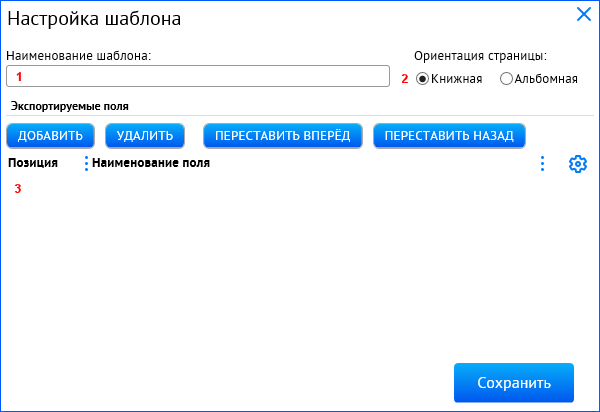 Настройка шаблона
Наименование шаблона: Ориентация страницы:
1 2 Книжная Альбомная
Экспортируемые поля
ДОБАВИТЬ УДАЛИТЬ ПЕРЕСТАВИТЬ ВПЕРЁД ПЕРЕСТАВИТЬ НАЗАД
Позиция Наименование поля
3
Сохранить